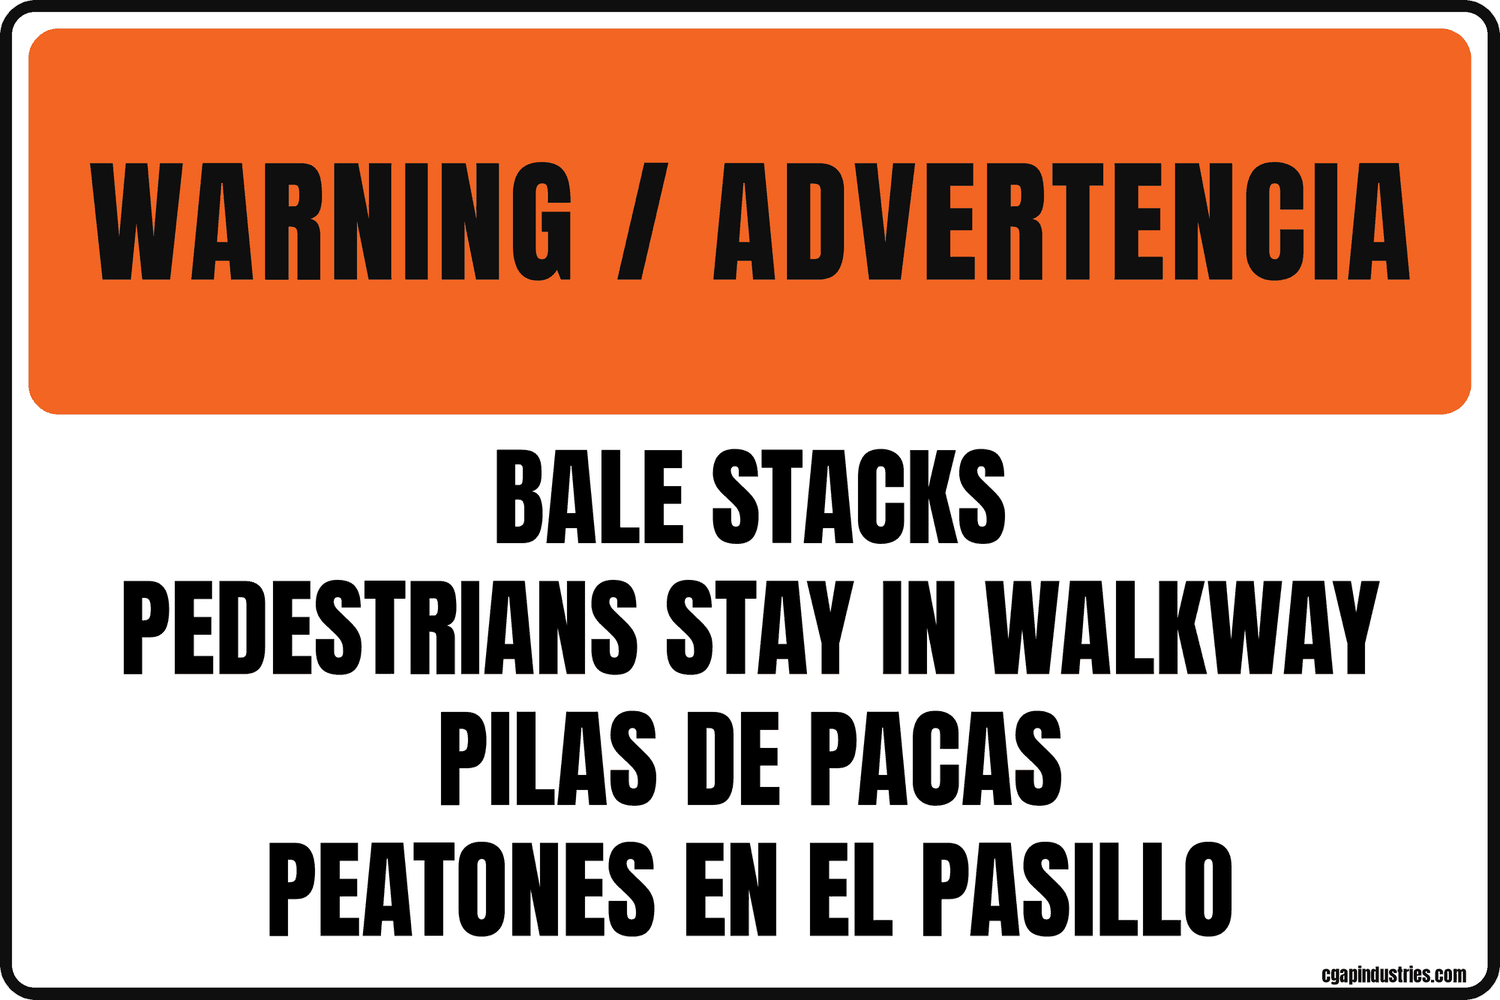 WARNING / ADVERTENCIA
BALE STACKS
PEDESTRIANS STAY IN WALKWAY
PILAS DE PACAS
PEATONES EN EL PASILLO
cgapindustries.com